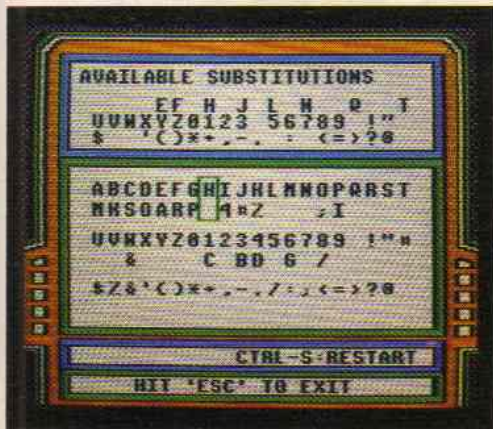 AVAILABLE SUBSTITUTIONS
EF H J L N Q T
UVWXYZ0123 56789 !"
$ '()*+,-. : <=>?@
ABCDEFGHIJKLMNOPQRST
MKSOARP 4#Z ;I
UVWXYZ0123456789 !"#
& C BD G /
$%&'()*+,-./:;<=>?@
CTRL-S:RESTART
HIT 'ESC' TO EXIT